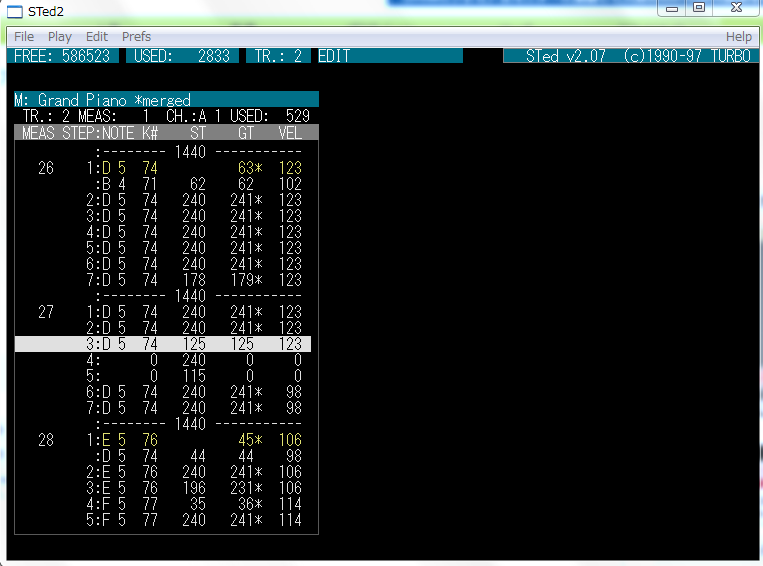 STed2
File Play Edit Prefs Help
FREE: 586523 USED: 2833 TR.: 2 EDIT STed v2.07 (c)1990-97 TURBO
M: Grand Piano *merged
TR.: 2 MEAS: 1 CH.:A 1 USED: 529
MEAS STEP:NOTE K# ST GT VEL
:-------- 1440 -----------
26 1:D 5 74 63* 123
:B 4 71 62 62 102
2:D 5 74 240 241* 123
3:D 5 74 240 241* 123
4:D 5 74 240 241* 123
5:D 5 74 240 241* 123
6:D 5 74 240 241* 123
7:D 5 74 178 179* 123
:-------- 1440 -----------
27 1:D 5 74 240 241* 123
2:D 5 74 240 241* 123
3:D 5 74 125 125 123
4: 0 240 0 0
5: 0 115 0 0
6:D 5 74 240 241* 98
7:D 5 74 240 241* 98
:-------- 1440 -----------
28 1:E 5 76 45* 106
:D 5 74 44 44 98
2:E 5 76 240 241* 106
3:E 5 76 196 231* 106
4:F 5 77 35 36* 114
5:F 5 77 240 241* 114